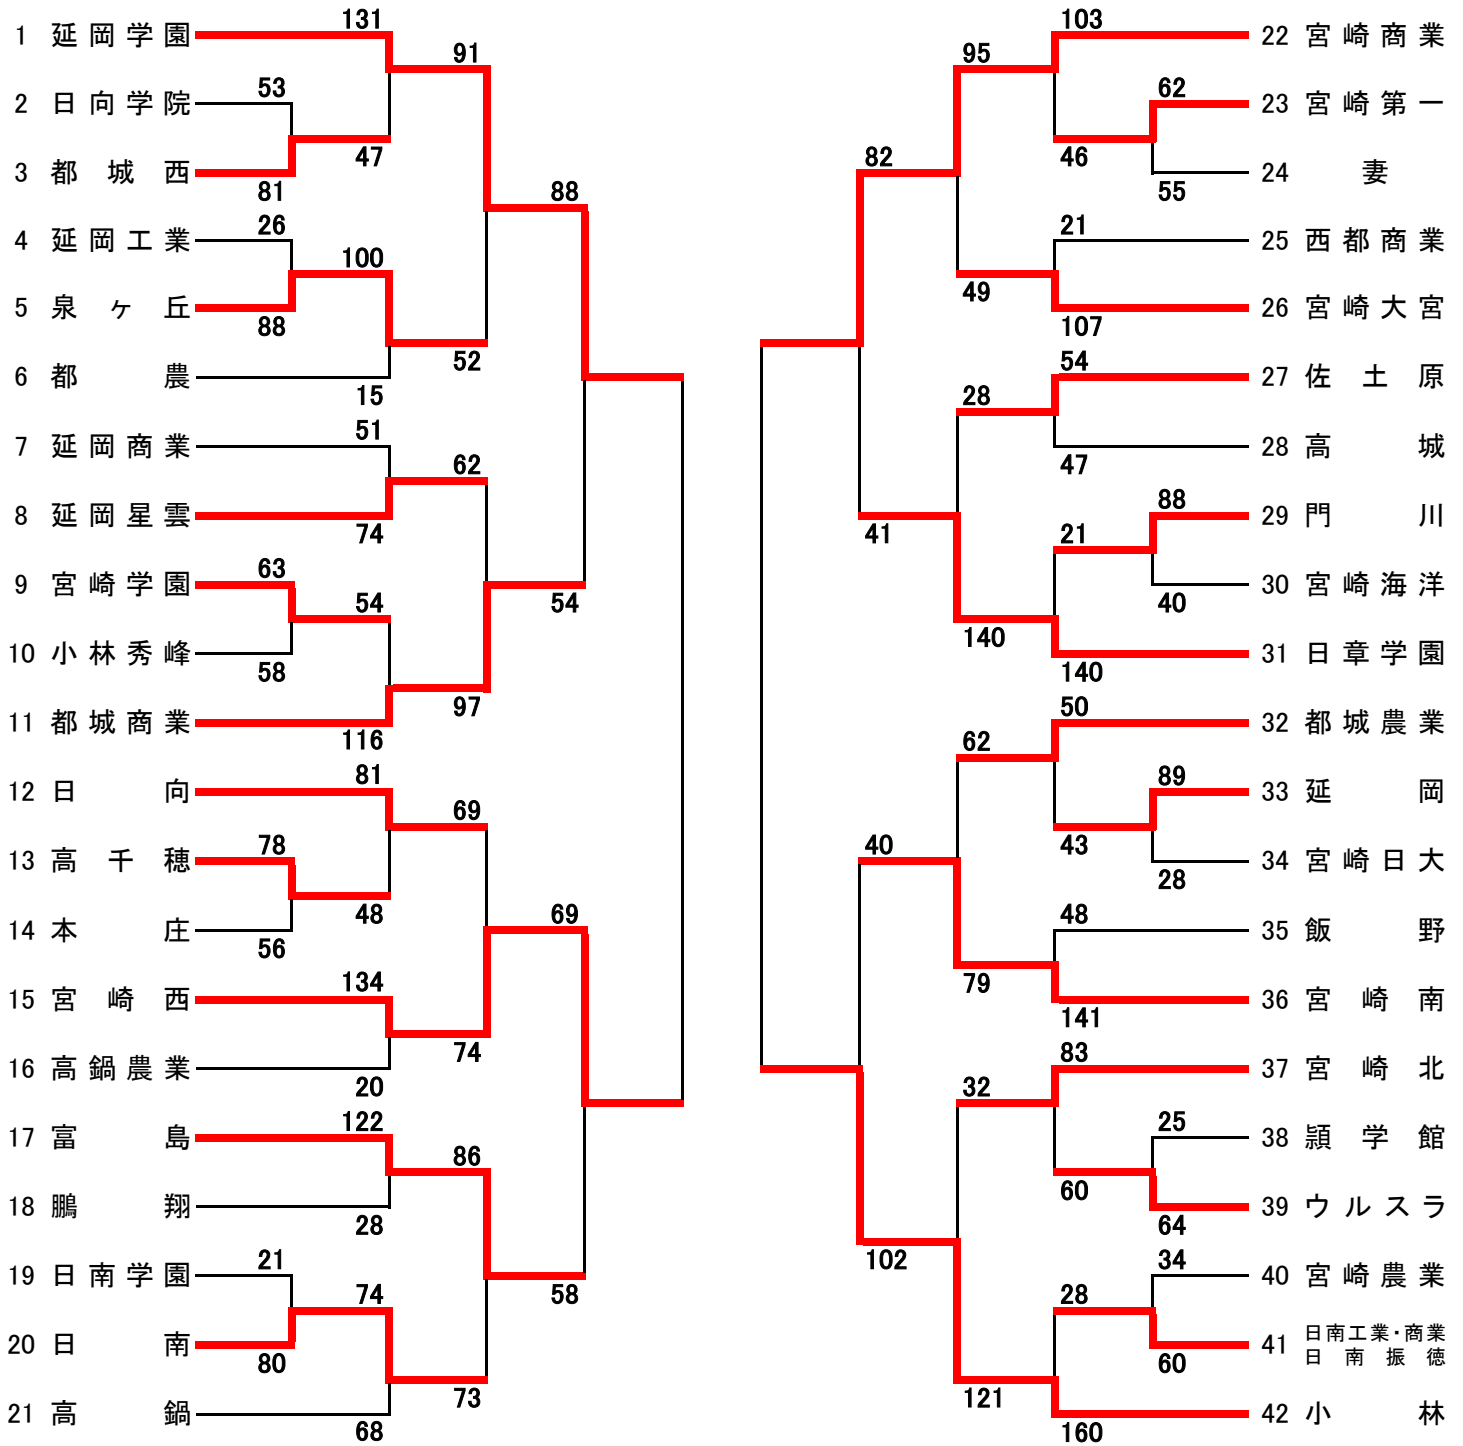 131
1 延岡学園
91
53
2 日向学院
47
3 都城西
81
88
26
4 延岡工業
100
5 泉ヶ丘
88
52
6 都農
15
51
7 延岡商業
62
8 延岡星雲
74
63
9 宮崎学園
54
54
10 小林秀峰
58
97
11 都城商業
116
81
12 日向
69
78
13 高千穂
48
69
14 本庄
56
134
15 宮崎西
74
16 高鍋農業
20
122
17 富島
86
18 鵬翔
28
21
19 日南学園
74
58
20 日南
80
73
21 高鍋
68
103
22 宮崎商業
95
62
23 宮崎第一
46
82
24 妻
55
21
25 西都商業
49
26 宮崎大宮
107
54
27 佐土原
28
28 高城
47
88
29 門川
21
41
30 宮崎海洋
40
140
31 日章学園
140
50
32 都城農業
62
89
33 延岡
43
40
34 宮崎日大
28
48
35 飯野
79
36 宮崎南
141
83
37 宮崎北
32
25
38 頴学館
60
39 ウルスラ
64
102
34
40 宮崎農業
28
41 日南工業・商業
日南振徳
60
121
42 小林
160